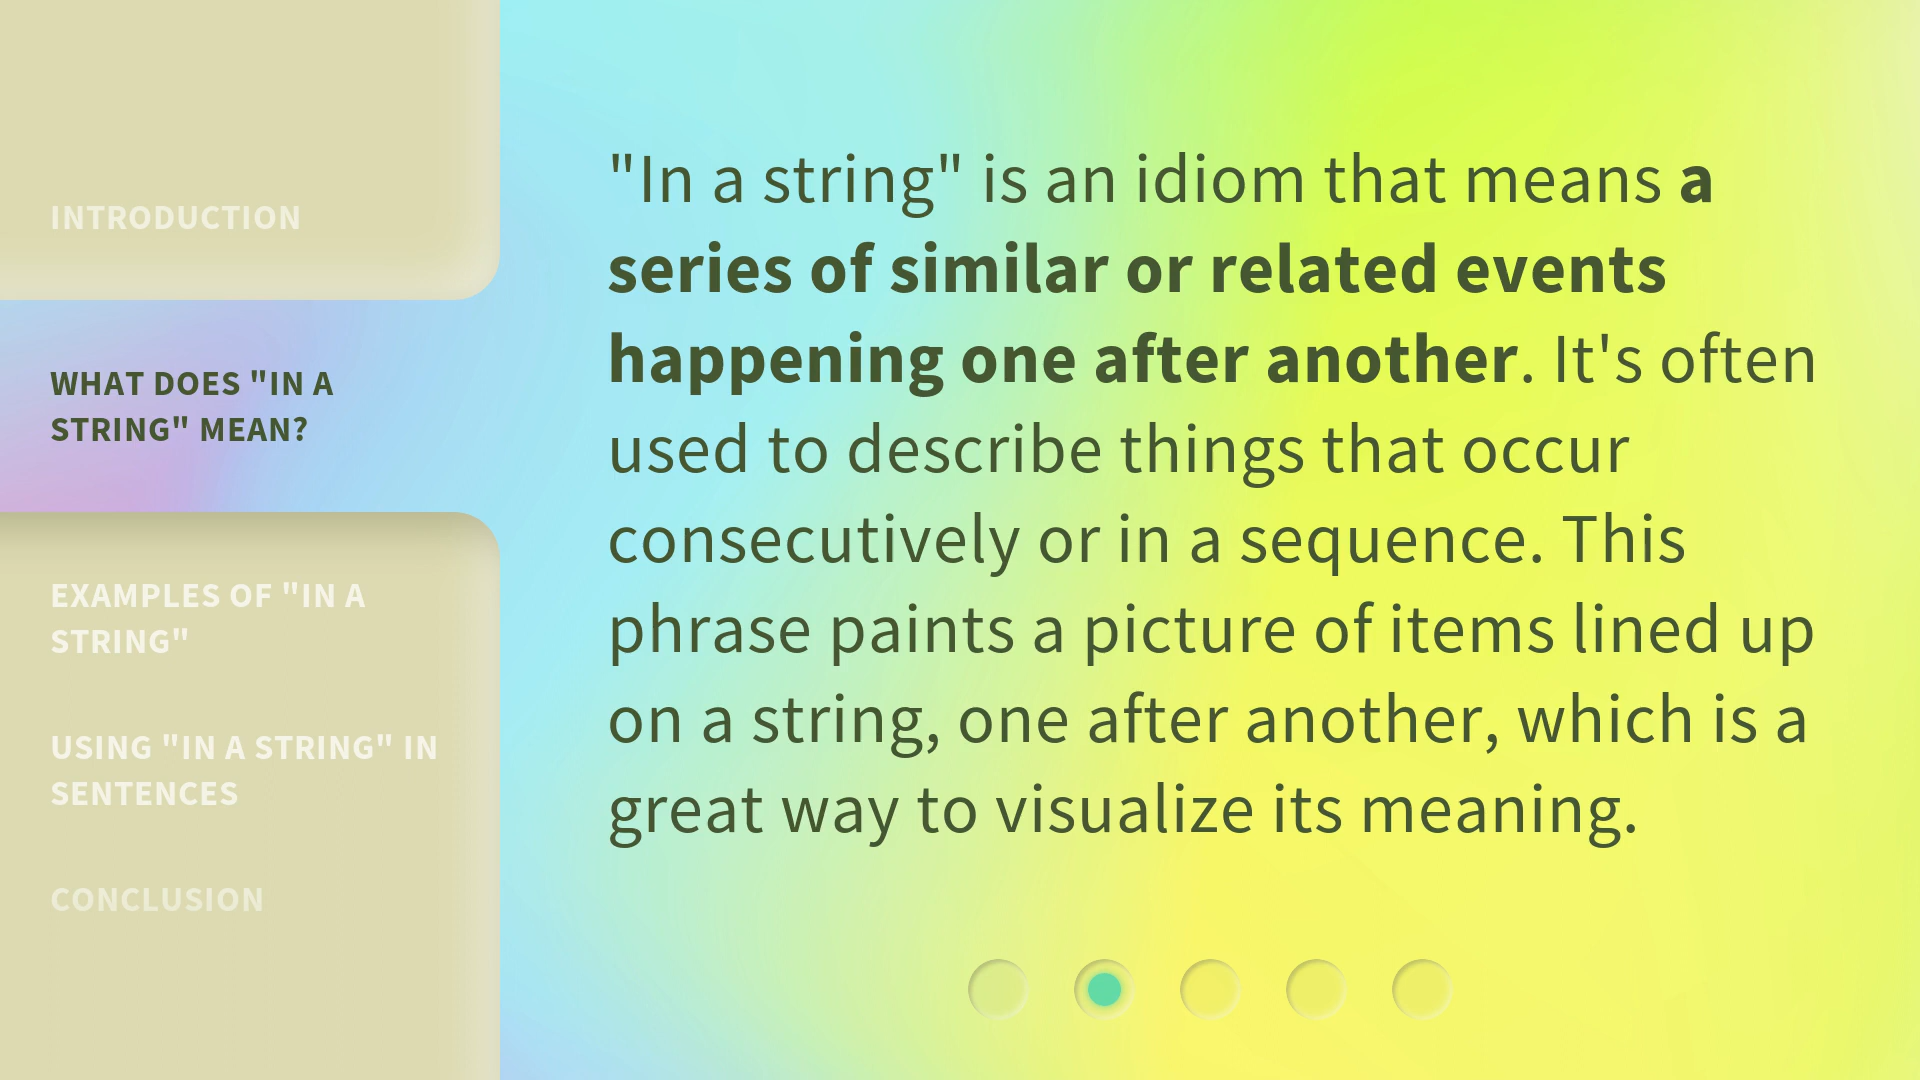 INTRODUCTION
WHAT DOES "IN A
STRING" MEAN?
EXAMPLES OF "IN A
STRING"
USING "IN A STRING" IN
SENTENCES
CONCLUSION
"In a string" is an idiom that means a
series of similar or related events
happening one after another. It's often
used to describe things that occur
consecutively or in a sequence. This
phrase paints a picture of items lined up
on a string, one after another, which is a
great way to visualize its meaning.